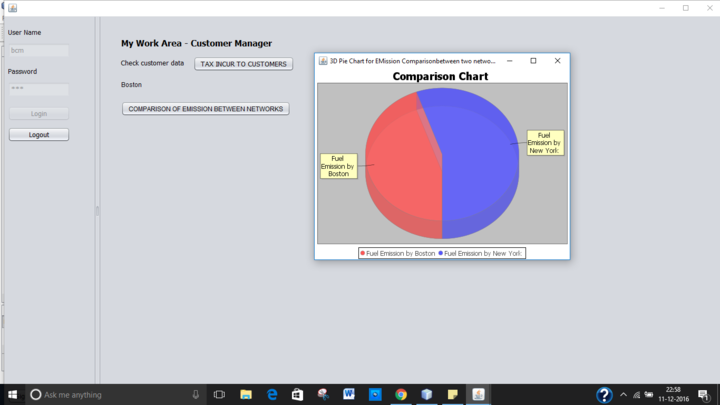 User Name
bcm
Password
***
Login
Logout
My Work Area - Customer Manager
Check customer data
TAX INCUR TO CUSTOMERS
Boston
COMPARISON OF EMISSION BETWEEN NETWORKS
3D Pie Chart for EMission Comparisonbetween two netwo...
Comparison Chart
Fuel
Emission by
Boston
Fuel
Emission by
New York:
Fuel Emission by Boston Fuel Emission by New York:
Ask me anything
22:58
11-12-2016